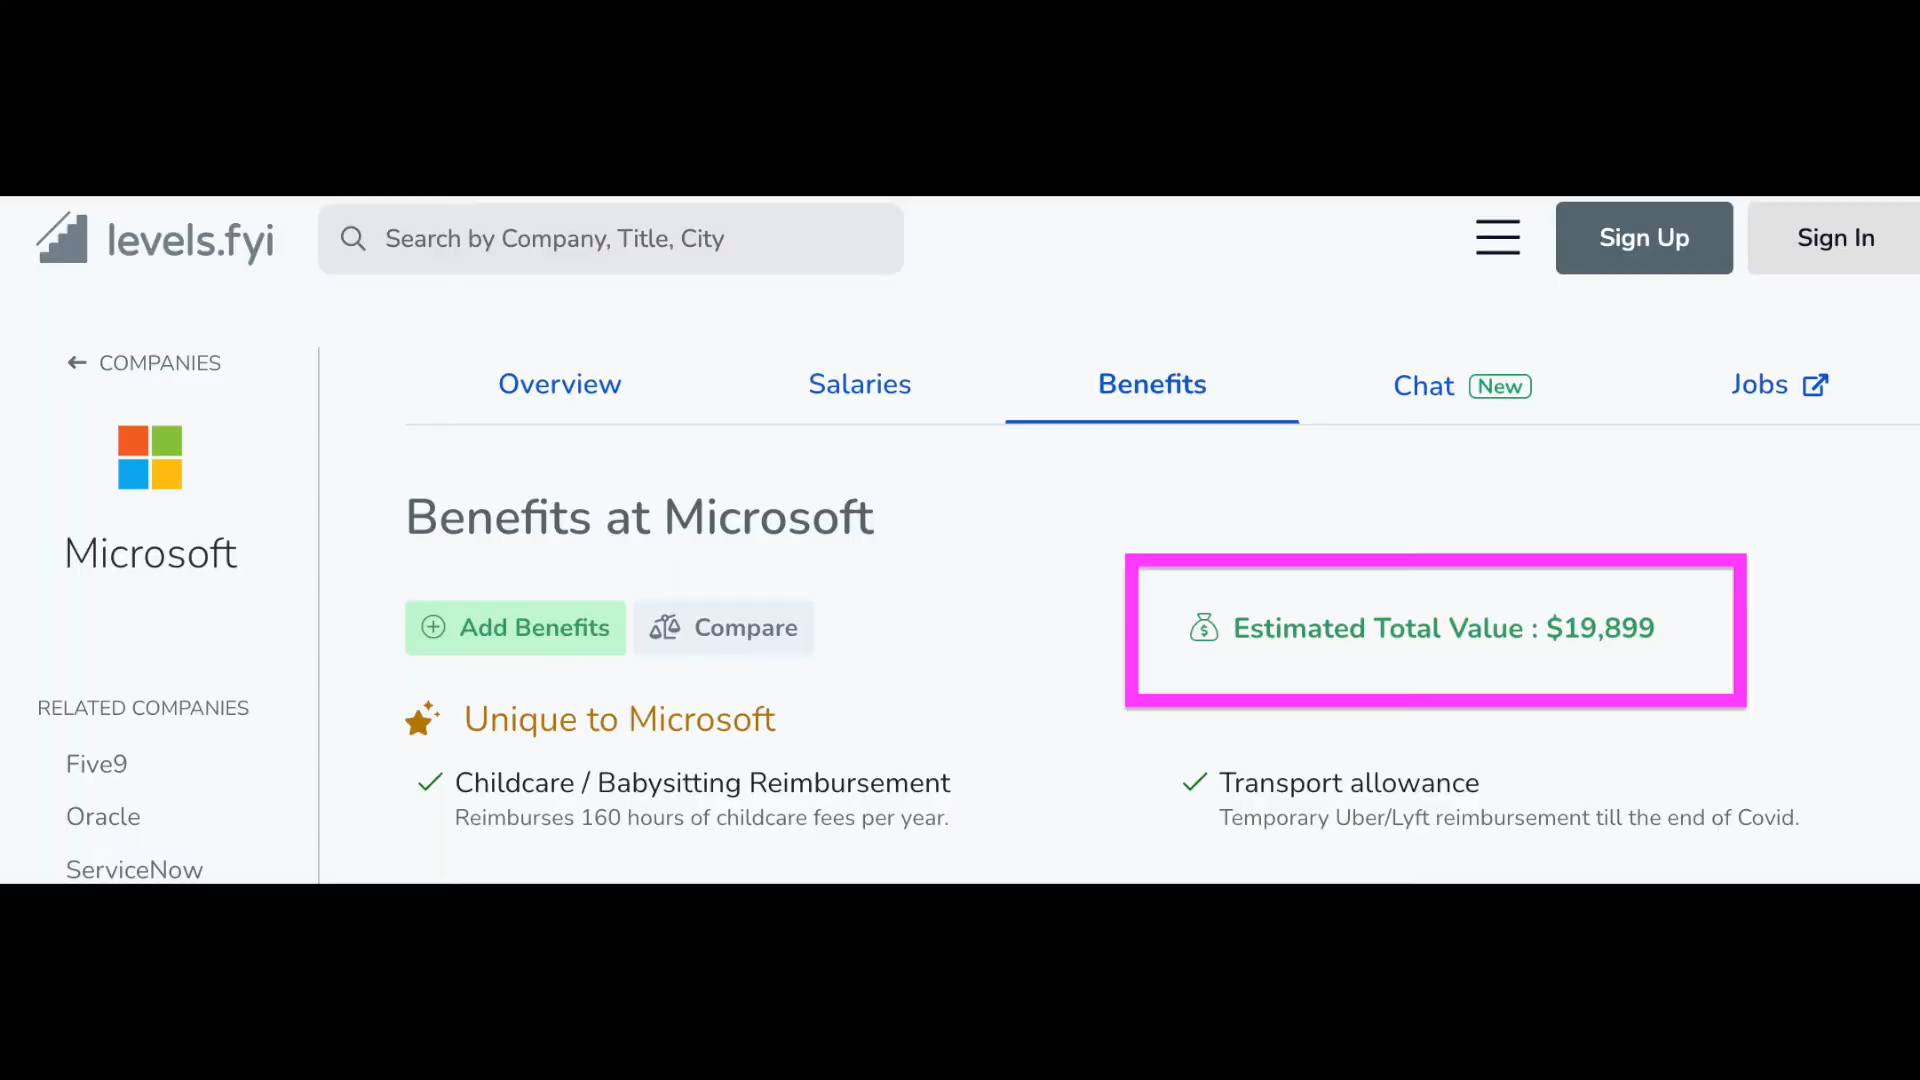 levels.fyi
Search by Company, Title, City
Sign Up
Sign In
COMPANIES
Microsoft
RELATED COMPANIES
Five9
Oracle
ServiceNow
Overview
Salaries
Benefits
Chat New
Jobs
Benefits at Microsoft
Add Benefits
Compare
Estimated Total Value : $19,899
Unique to Microsoft
Childcare / Babysitting Reimbursement
Reimburses 160 hours of childcare fees per year.
Transport allowance
Temporary Uber/Lyft reimbursement till the end of Covid.